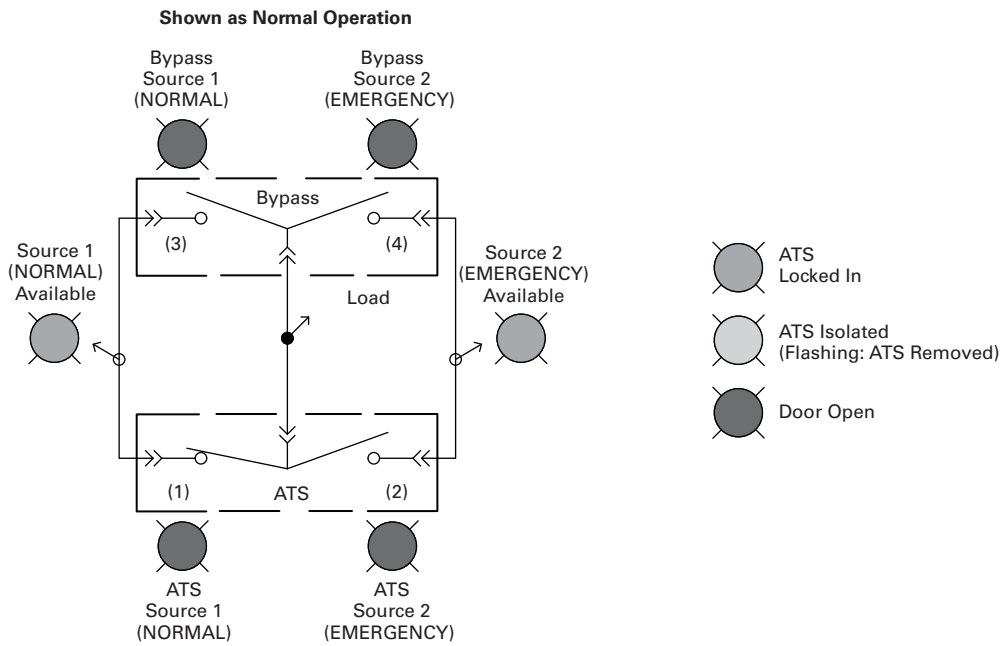 Shown as Normal Operation
Bypass
Source 1
(NORMAL)
Bypass
Source 2
(EMERGENCY)
Bypass
(3)
(4)
Source 1
(NORMAL)
Available
Source 2
(EMERGENCY)
Available
Load
ATS
Locked In
ATS Isolated
(Flashing: ATS Removed)
Door Open
(1)
ATS
(2)
ATS
Source 1
(NORMAL)
ATS
Source 2
(EMERGENCY)